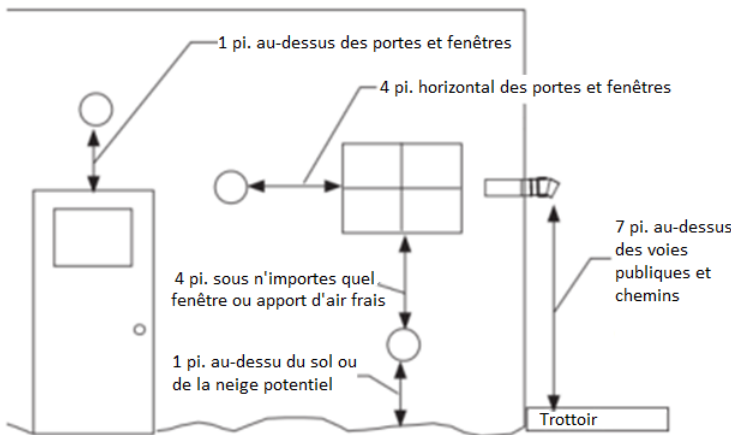 1 pi. au-dessus des portes et fenêtres
4 pi. horizontal des portes et fenêtres
7 pi. au-dessus
des voies
publiques et
chemins
4 pi. sous n'importes quel
fenêtre ou apport d'air frais
1 pi. au-dessu du sol ou
de la neige potentiel
Trottoir